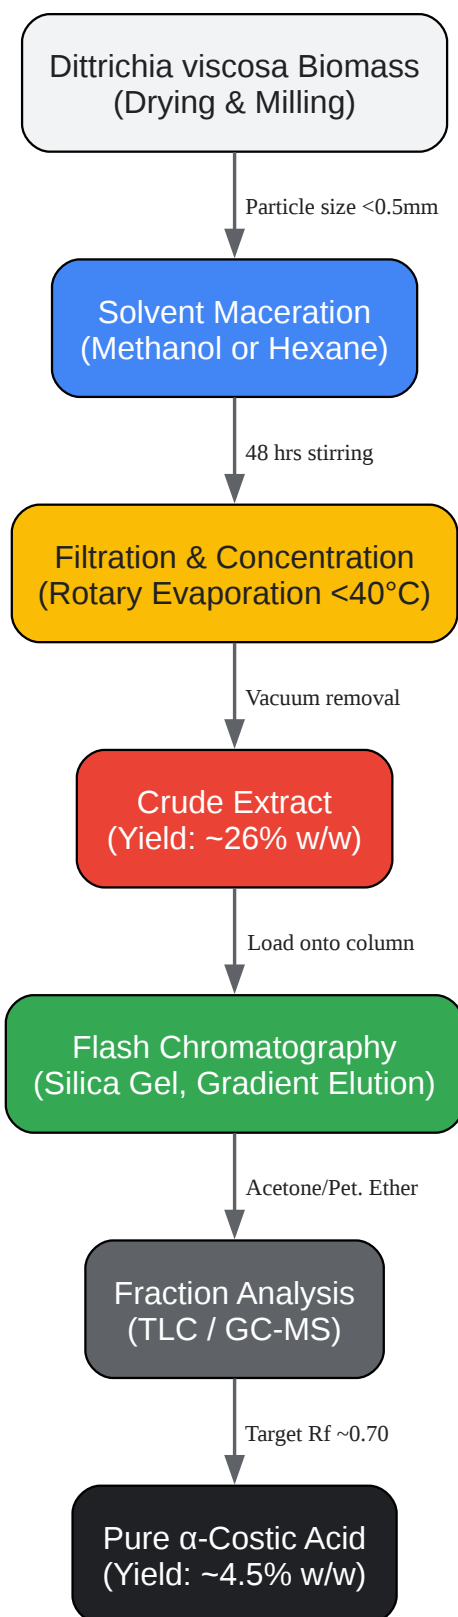 Dittrichia viscosa Biomass
(Drying & Milling)
Particle size <0.5mm
Solvent Maceration
(Methanol or Hexane)
48 hrs stirring
Filtration & Concentration
(Rotary Evaporation <40°C)
Vacuum removal
Crude Extract
(Yield: ~26% w/w)
Load onto column
Flash Chromatography
(Silica Gel, Gradient Elution)
Acetone/Pet. Ether
Fraction Analysis
(TLC / GC-MS)
Target Rf ~0.70
Pure α-Costic Acid
(Yield: ~4.5% w/w)